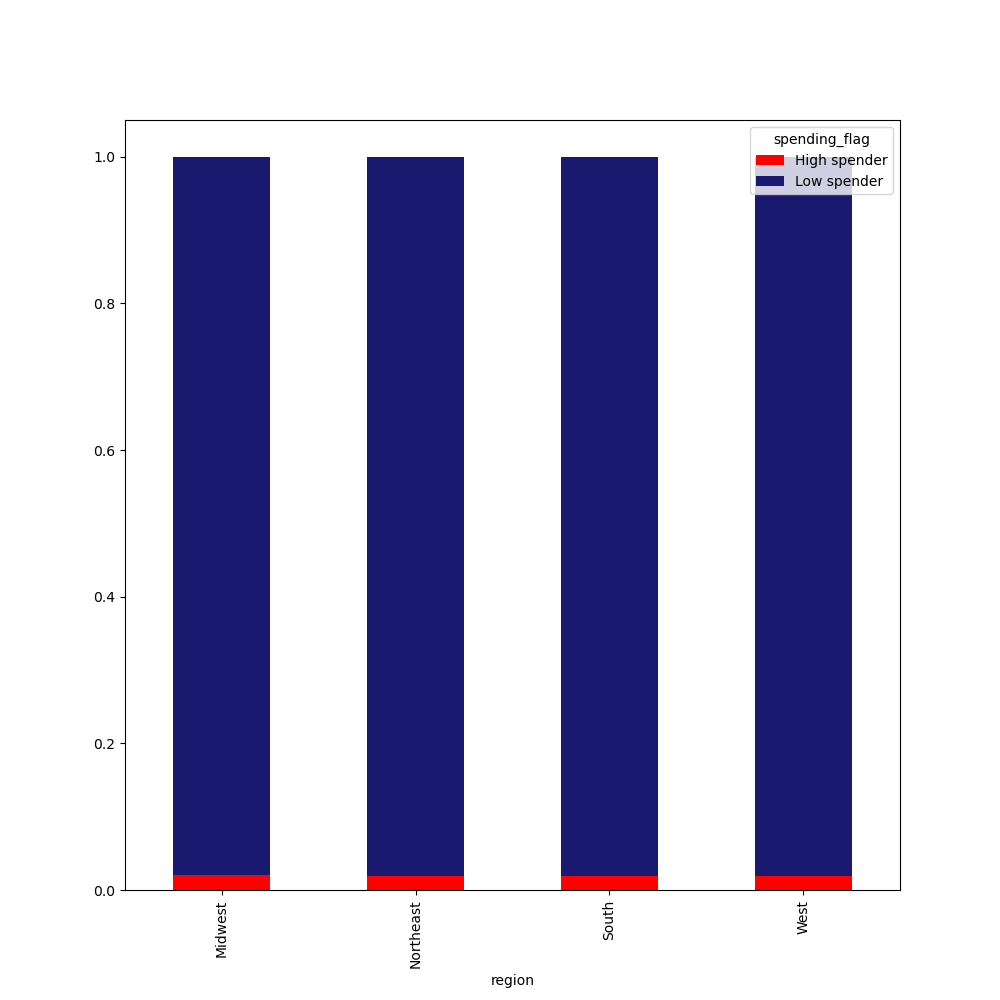 spending_flag
High spender
Low spender
1.0
0.8
0.6
0.4
0.2
0.0
Midwest
Northeast
South
West
region